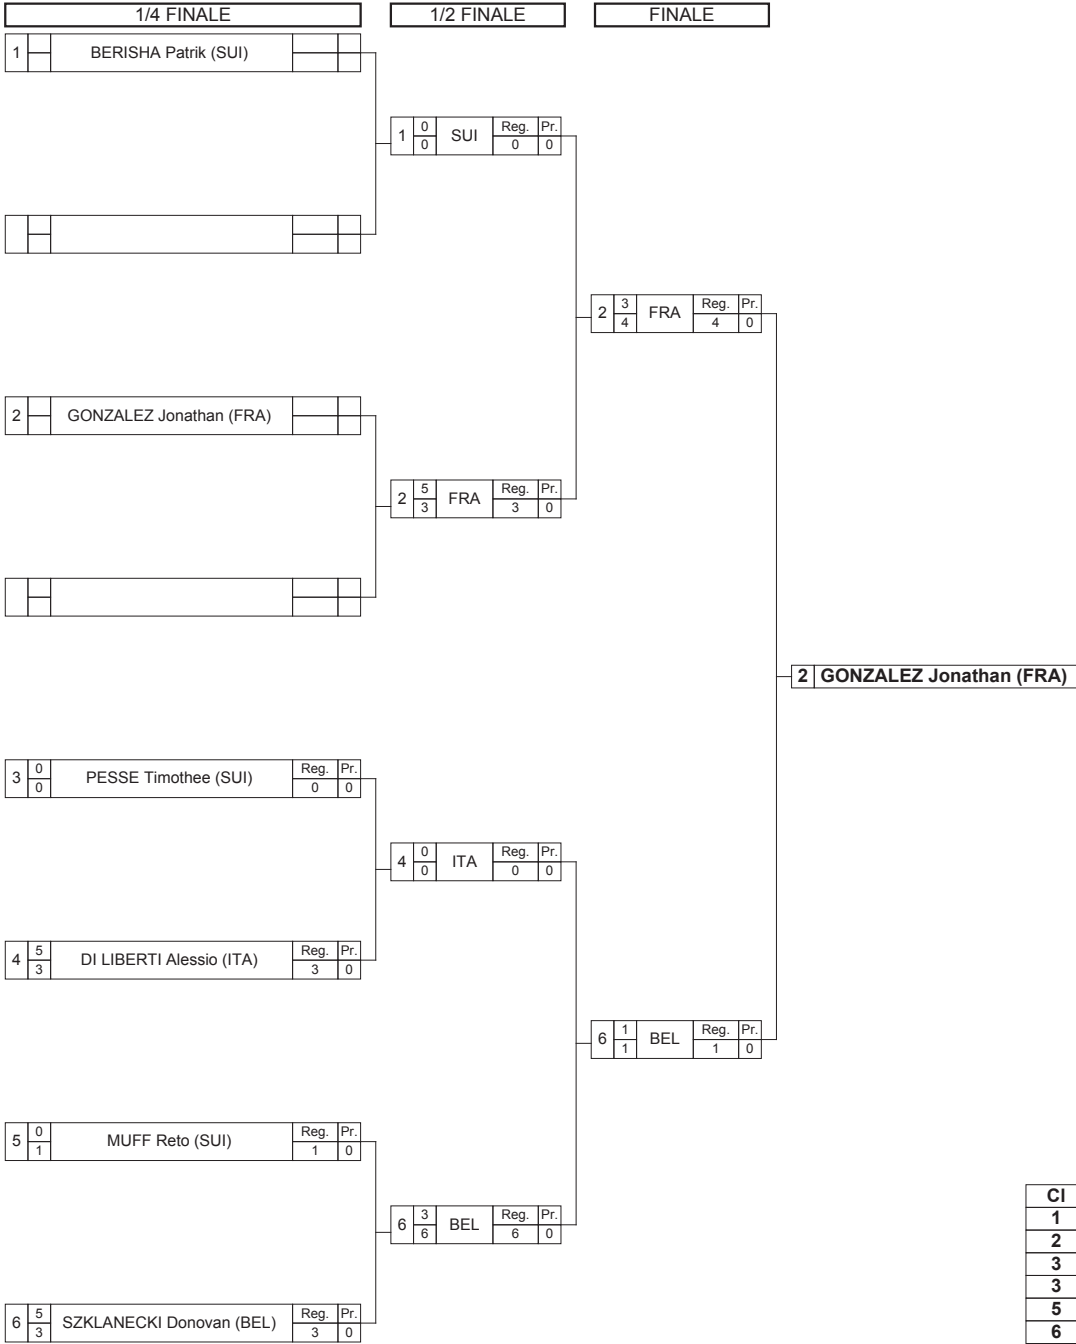 1/4 FINALE 1/2 FINALE FINALE
1 BERISHA Patrik (SUI)
0 Reg. Pr.
1 SUI
0 0 0
3 Reg. Pr.
2 FRA
4 4 0
2 GONZALEZ Jonathan (FRA)
5 Reg. Pr.
2 FRA
3 3 0
2 GONZALEZ Jonathan (FRA)
0 Reg. Pr.
3 PESSE Timothee (SUI)
0 0 0
0 Reg. Pr.
4 ITA
0 0 0
5 Reg. Pr.
4 DI LIBERTI Alessio (ITA)
3 3 0
1 Reg. Pr.
6 BEL
1 1 0
0 Reg. Pr.
5 MUFF Reto (SUI)
1 1 0
3 Reg. Pr.
6 BEL
6 6 0
5 Reg. Pr.
6 SZKLANECKI Donovan (BEL)
3 3 0
Cl
1
2
3
3
5
6